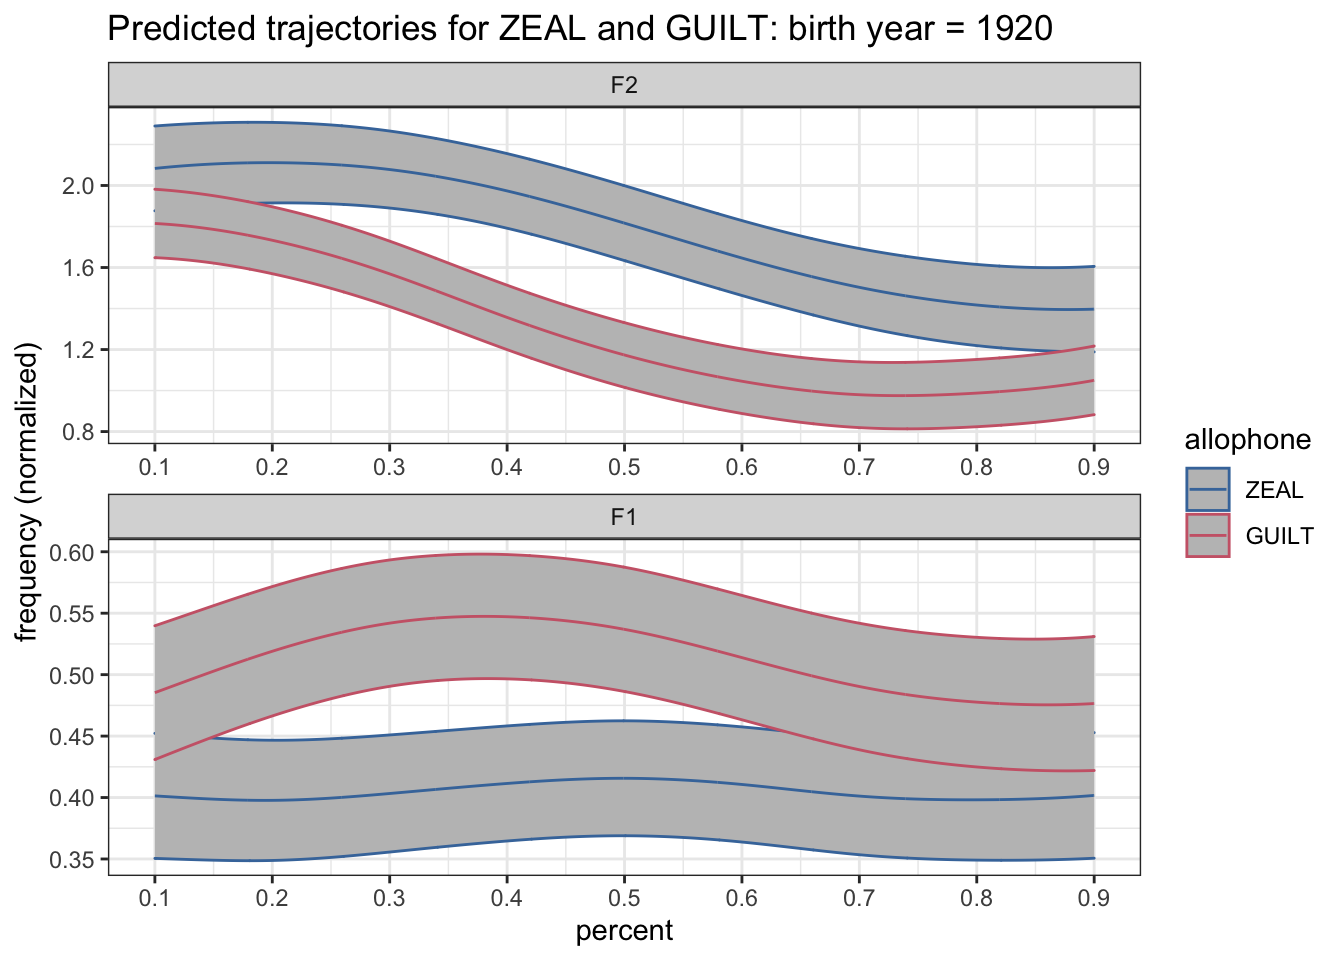 Predicted trajectories for ZEAL and GUILT: birth year = 1920
F2
2.0
1.6
1.2
0.8
0.1 0.2 0.3 0.4 0.5 0.6 0.7 0.8 0.9
frequency (normalized)
F1
0.60
0.55
0.50
0.45
0.40
0.35
0.1 0.2 0.3 0.4 0.5 0.6 0.7 0.8 0.9
percent
allophone
ZEAL
GUILT